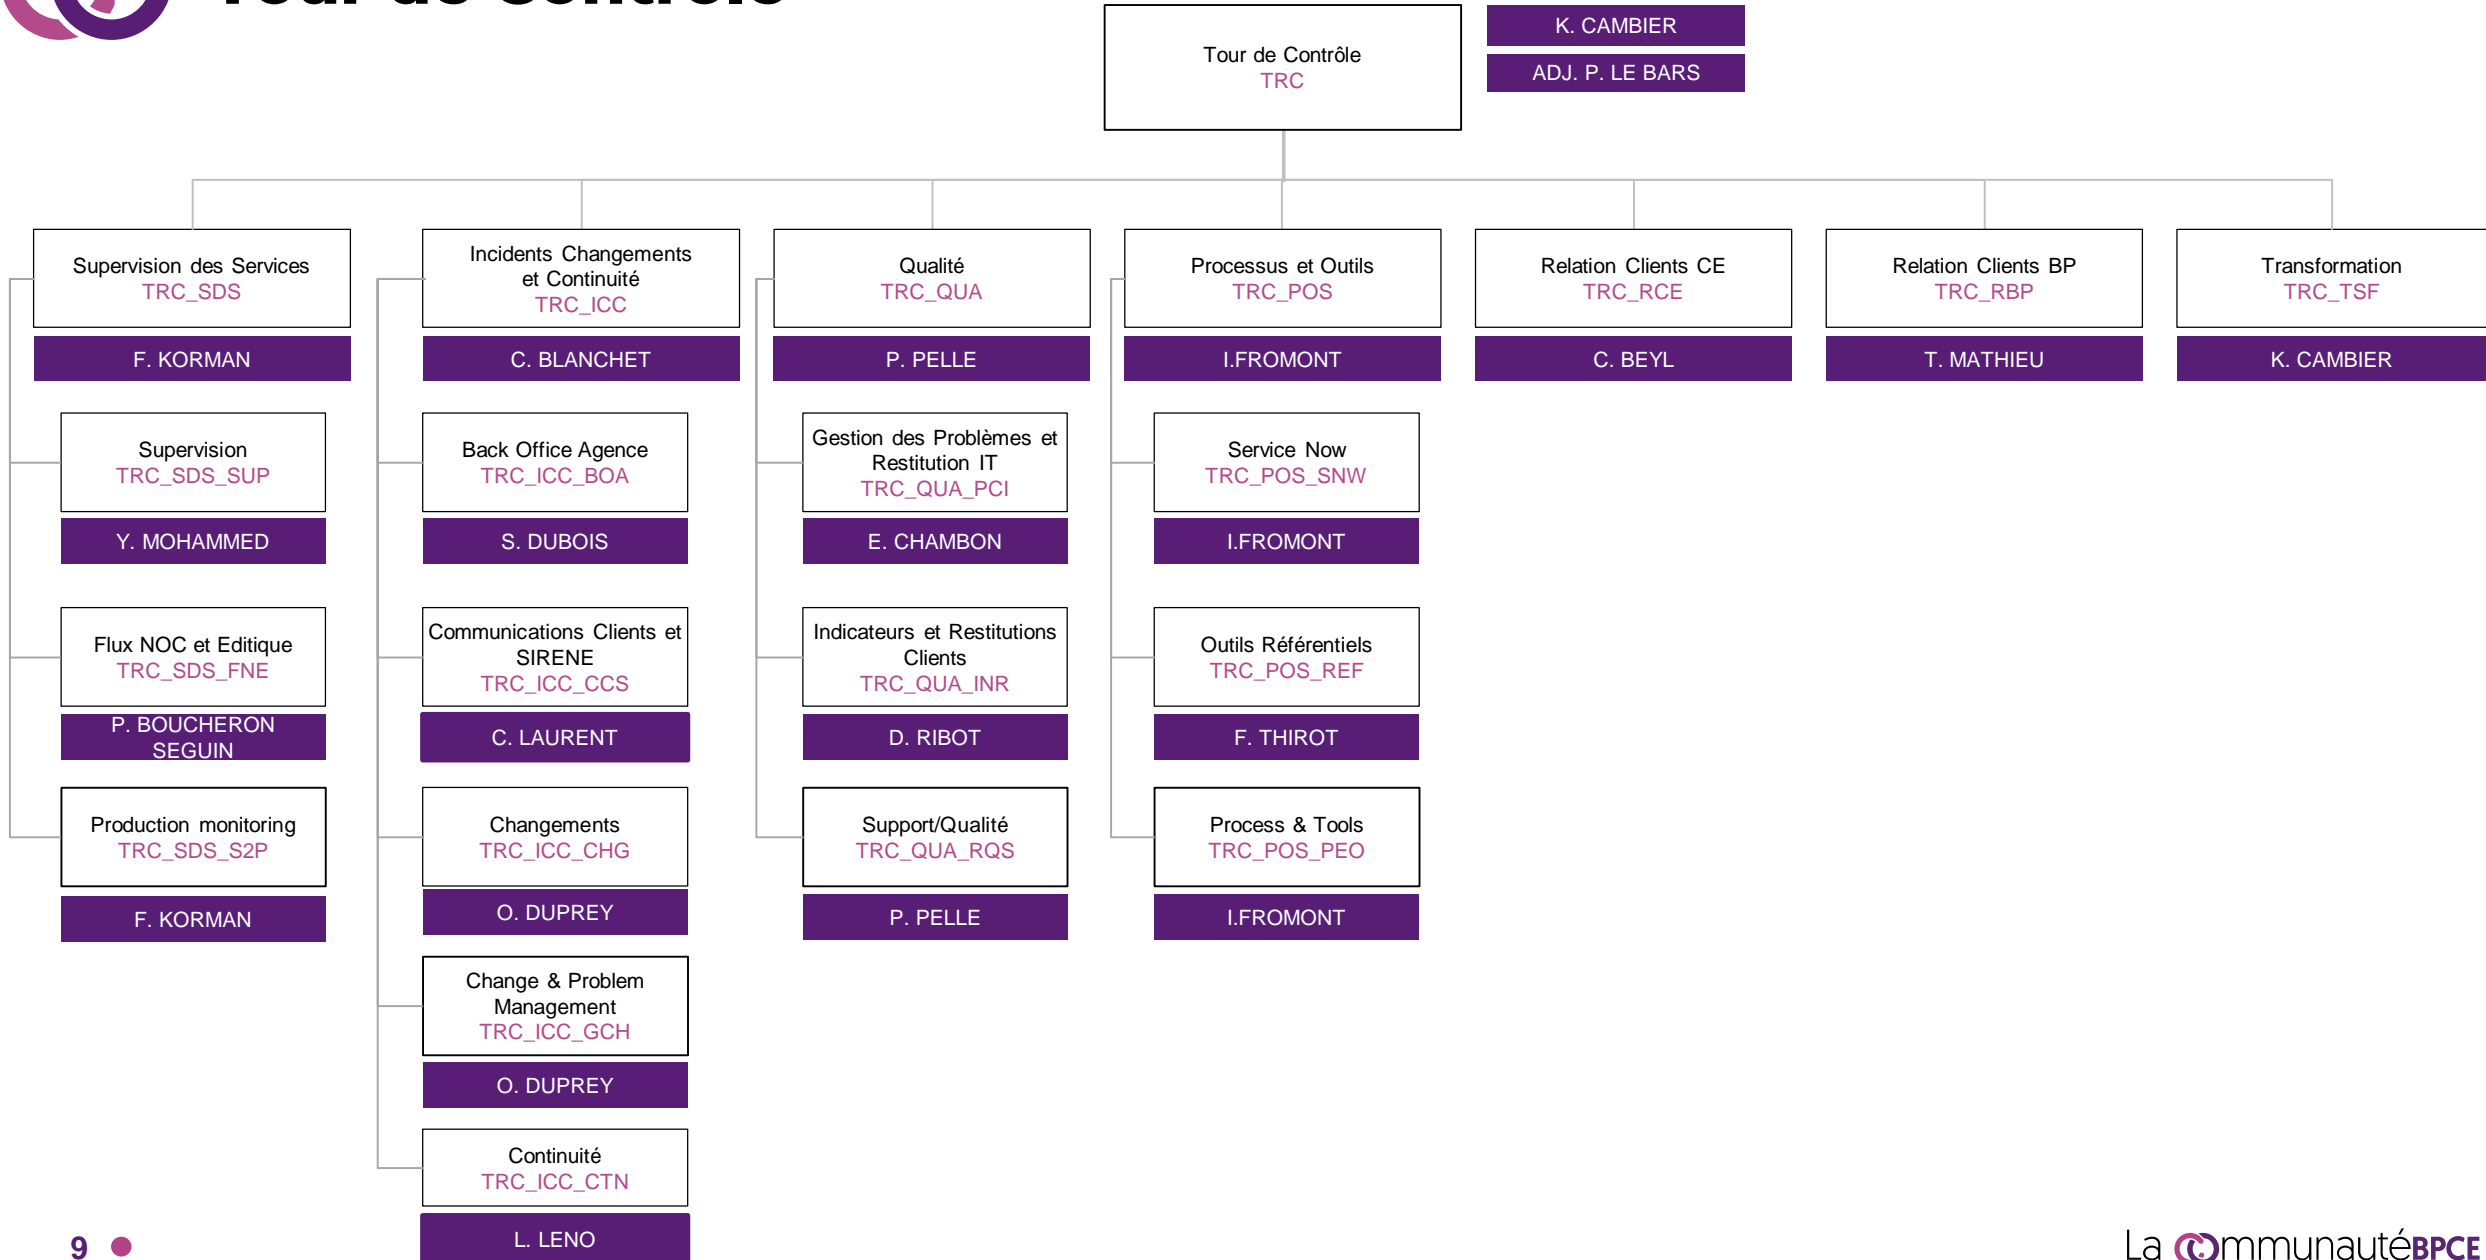 Tour de Contrôle
Tour de Contrôle
TRC
K. CAMBIER
ADJ. P. LE BARS
Supervision des Services
TRC_SDS
F. KORMAN
Supervision
TRC_SDS_SUP
Y. MOHAMMED
Flux NOC et Editique
TRC_SDS_FNE
P. BOUCHERON
SEGUIN
Production monitoring
TRC_SDS_S2P
F. KORMAN
Incidents Changements
et Continuité
TRC_ICC
C. BLANCHET
Back Office Agence
TRC_ICC_BOA
S. DUBOIS
Communications Clients et
SIRENE
TRC_ICC_CCS
C. LAURENT
Changements
TRC_ICC_CHG
O. DUPREY
Change & Problem
Management
TRC_ICC_GCH
O. DUPREY
Continuité
TRC_ICC_CTN
L. LENO
Qualité
TRC_QUA
P. PELLE
Gestion des Problèmes et
Restitution IT
TRC_QUA_PCI
E. CHAMBON
Indicateurs et Restitutions
Clients
TRC_QUA_INR
D. RIBOT
Support/Qualité
TRC_QUA_RQS
P. PELLE
Processus et Outils
TRC_POS
I.FROMONT
Service Now
TRC_POS_SNW
I.FROMONT
Outils Référentiels
TRC_POS_REF
F. THIROT
Process & Tools
TRC_POS_PEO
I.FROMONT
Relation Clients CE
TRC_RCE
C. BEYL
Relation Clients BP
TRC_RBP
T. MATHIEU
Transformation
TRC_TSF
K. CAMBIER
9
La CommunautéBPCE